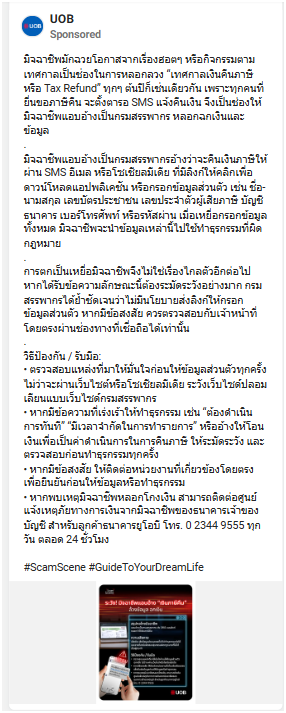 UOB
UOB
Sponsored
มิจฉาชีพมักฉวยโอกาสจากเรื่องฮอตๆ หรือกิจกรรมตาม
เทศกาลเป็นช่องในการหลอกลวง "เทศกาลเงินคืนภาษี
หรือ Tax Refund" ทุกๆ ต้นปีก็เช่นเดียวกัน เพราะทุกคนที่
ยื่นขอภาษีคืน จะตั้งตารอ SMS แจ้งคืนเงิน จึงเป็นช่องให้
มิจฉาชีพแอบอ้างเป็นกรมสรรพากร หลอกฉกเงินและ
ข้อมูล
.
มิจฉาชีพแอบอ้างเป็นกรมสรรพากรอ้างว่าจะคืนเงินภาษีให้
ผ่าน SMS อีเมล หรือโซเชียลมีเดีย ที่มีลิงก์ให้คลิกเพื่อ
ดาวน์โหลดแอปพลิเคชัน หรือกรอกข้อมูลส่วนตัว เช่น ชื่อ-
นามสกุล เลขบัตรประชาชน เลขประจำตัวผู้เสียภาษี บัญชี
ธนาคาร เบอร์โทรศัพท์ หรือรหัสผ่าน เมื่อเหยื่อกรอกข้อมูล
ทั้งหมด มิจฉาชีพจะนำข้อมูลเหล่านี้ไปใช้ทำธุรกรรมที่ผิด
กฎหมาย
.
การตกเป็นเหยื่อมิจฉาชีพจึงไม่ใช่เรื่องไกลตัวอีกต่อไป
หากได้รับข้อความลักษณะนี้ต้องระมัดระวังอย่างมาก กรม
สรรพากรได้ย้ำชัดเจนว่าไม่มีนโยบายส่งลิงก์ให้กรอก
ข้อมูลส่วนตัว หากมีข้อสงสัย ควรตรวจสอบกับเจ้าหน้าที่
โดยตรงผ่านช่องทางที่เชื่อถือได้เท่านั้น
.
วิธีป้องกัน / รับมือ:
• ตรวจสอบแหล่งที่มาให้มั่นใจก่อนให้ข้อมูลส่วนตัวทุกครั้ง
ไม่ว่าจะผ่านเว็บไซต์หรือโซเชียลมีเดีย ระวังเว็บไซต์ปลอม
เลียนแบบเว็บไซต์กรมสรรพากร
• หากมีข้อความที่เร่งเร้าให้ทำธุรกรรม เช่น "ต้องดำเนิน
การทันที" "มีเวลาจำกัดในการทำรายการ" หรืออ้างให้โอน
เงินเพื่อเป็นค่าดำเนินการในการคืนภาษี ให้ระมัดระวัง และ
ตรวจสอบก่อนทำธุรกรรมทุกครั้ง
• หากมีข้อสงสัย ให้ติดต่อหน่วยงานที่เกี่ยวข้องโดยตรง
เพื่อยืนยันก่อนให้ข้อมูลหรือทำธุรกรรม
• หากพบเหตุมิจฉาชีพหลอกโกงเงิน สามารถติดต่อศูนย์
แจ้งเหตุภัยทางการเงินจากมิจฉาชีพของธนาคารเจ้าของ
บัญชี สำหรับลูกค้าธนาคารยูโอบี โทร. 0 2344 9555 ทุก
วัน ตลอด 24 ชั่วโมง
#ScamScene #GuideToYourDreamLife
ระวัง! มิจฉาชีพแอบอ้าง "เงินภาษีคืน"
UOB